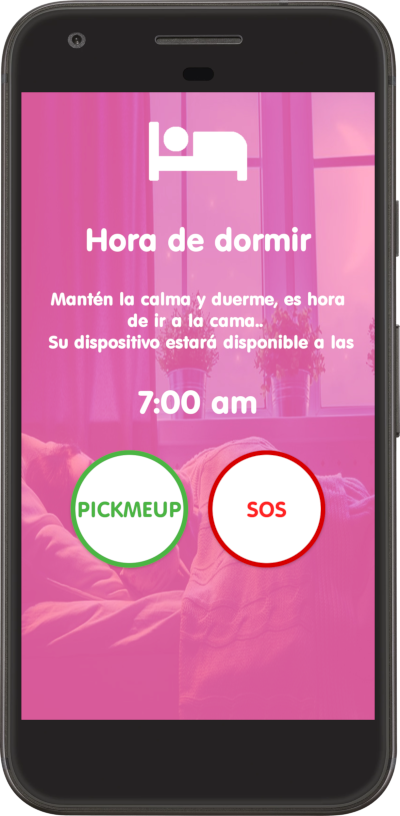 Hora de dormir
Mantén la calma y duerme, es hora
de ir a la cama..
Su dispositivo estará disponible a las
7:00 am
PICKMEUP
SOS